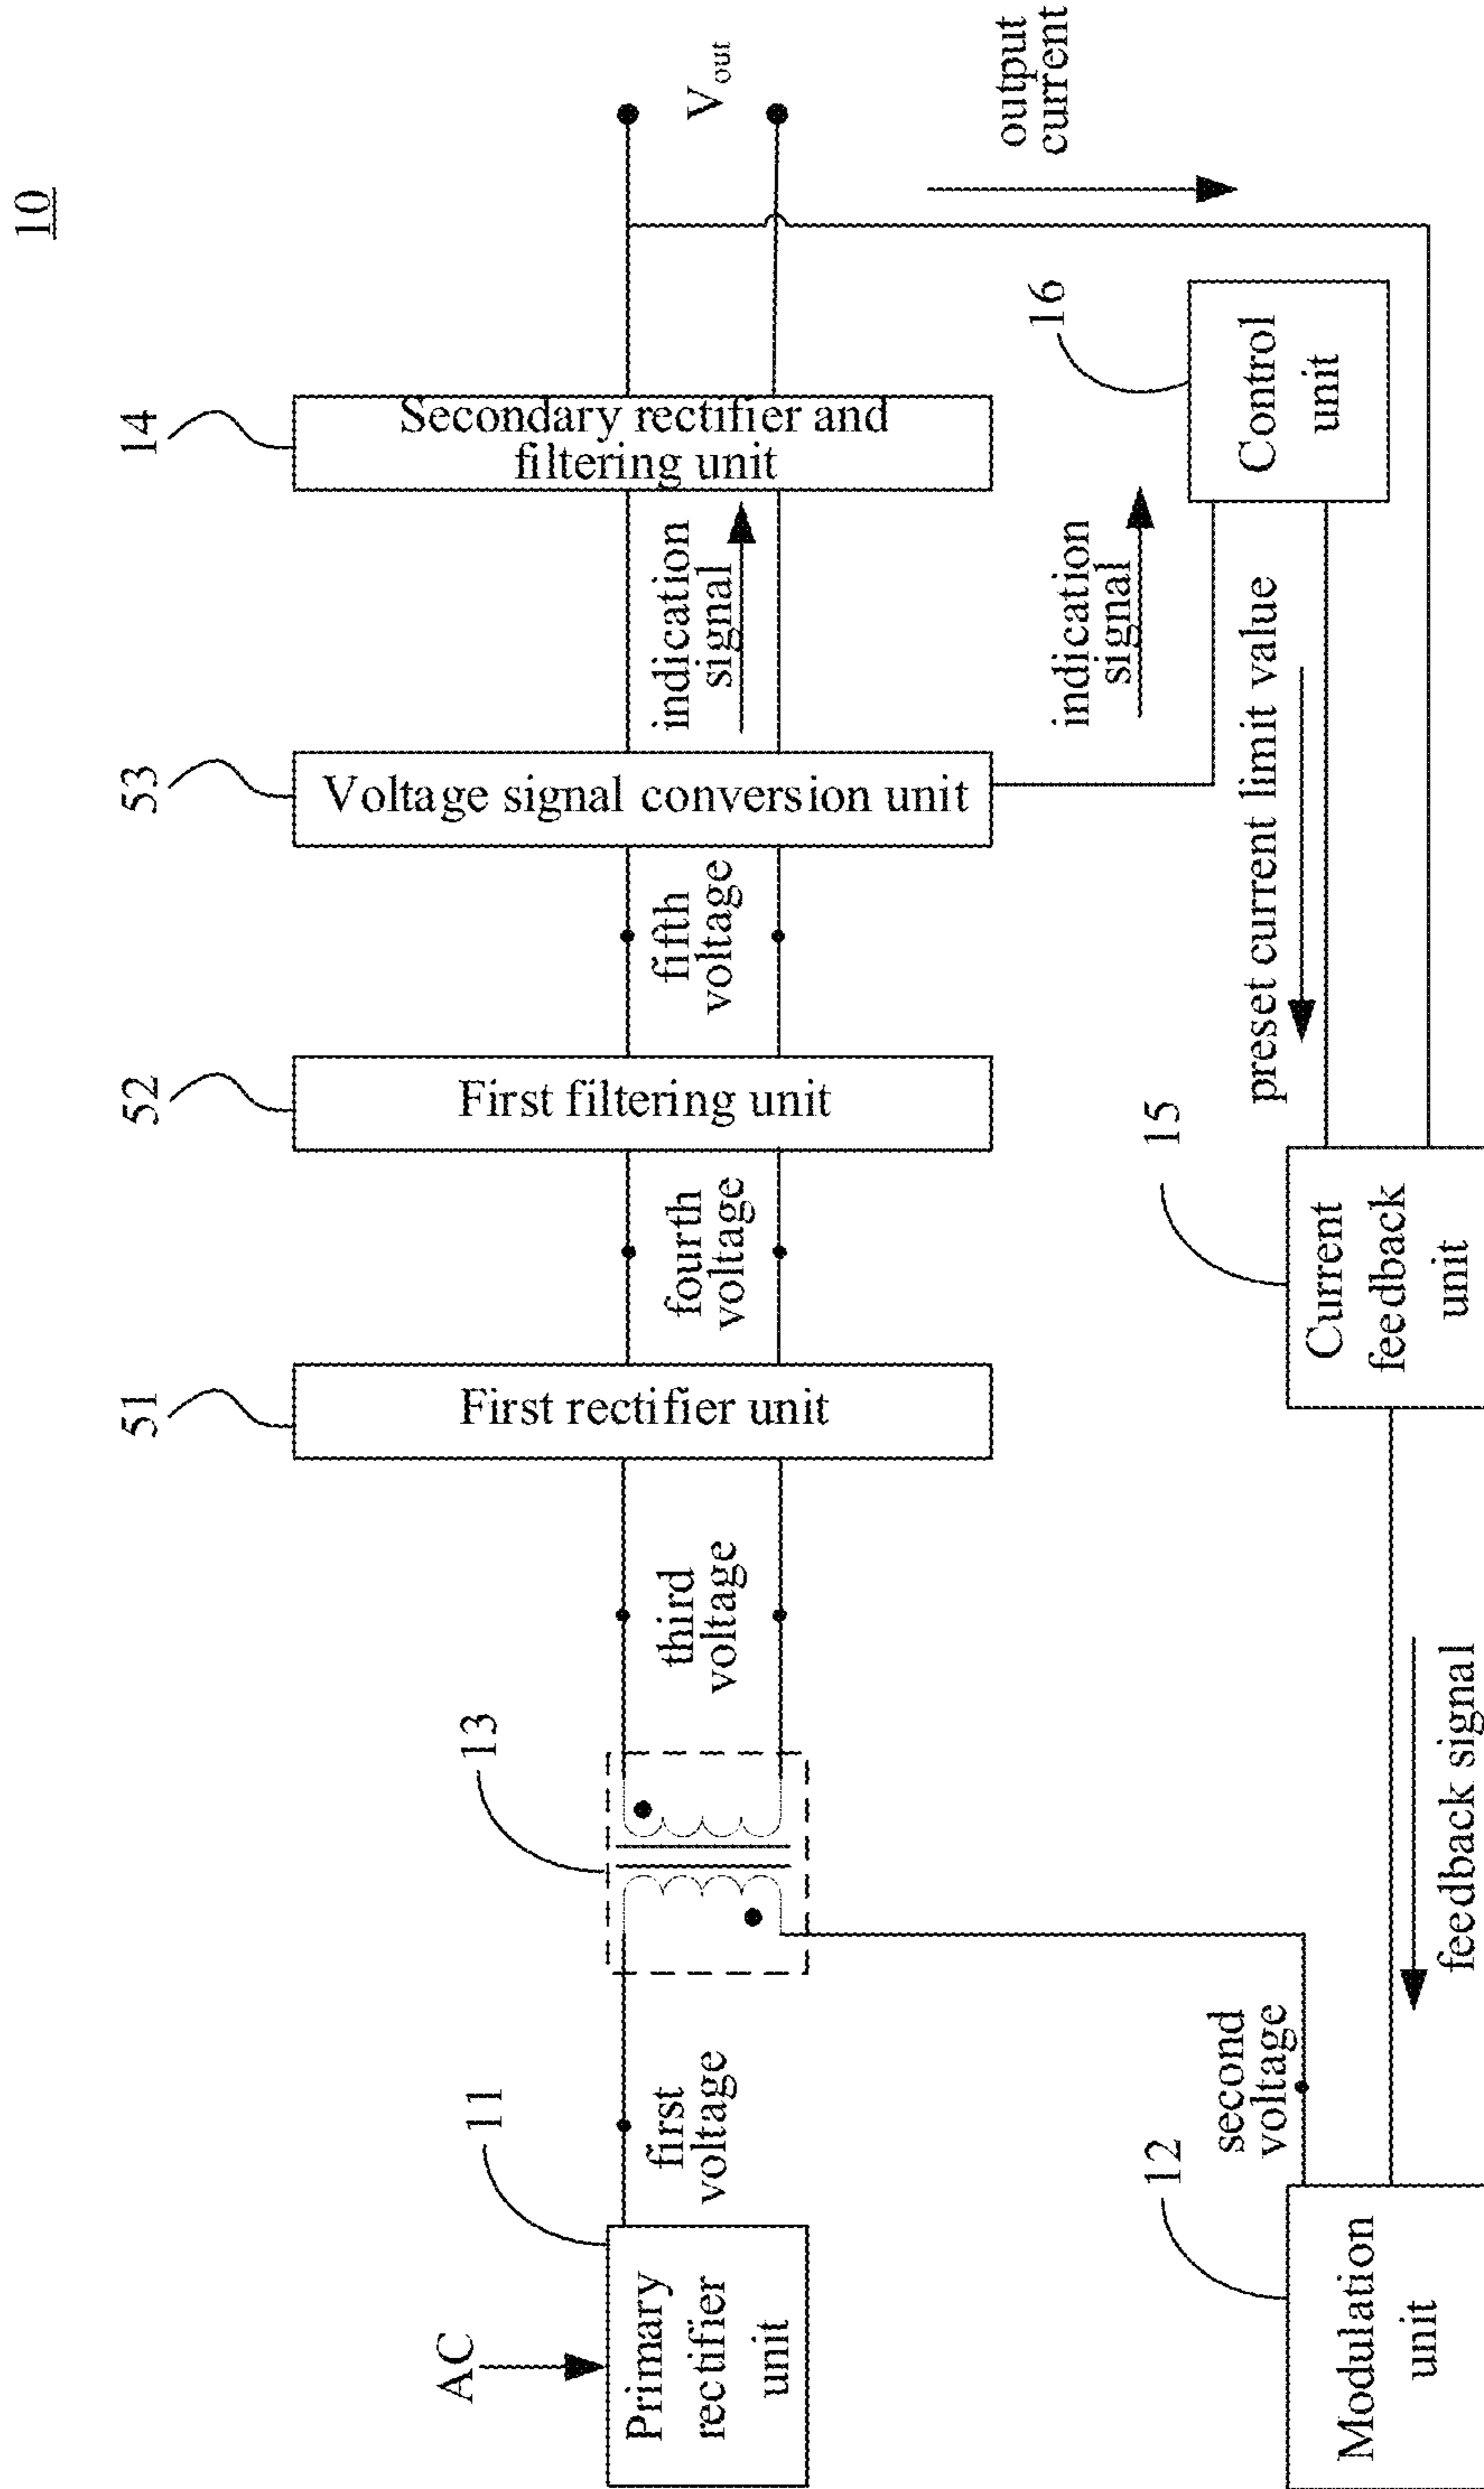 10
AC
Primary
rectifier
unit
11
first
voltage
13
third
voltage
51
First rectifier unit
fourth
voltage
52
First filtering unit
fifth
voltage
53
Voltage signal conversion unit
indication
signal
14
Secondary rectifier and
filtering unit
Vout
output
current
indication
signal
16
Control
unit
preset current limit value
15
Current
feedback
unit
feedback signal
second
voltage
12
Modulation
unit